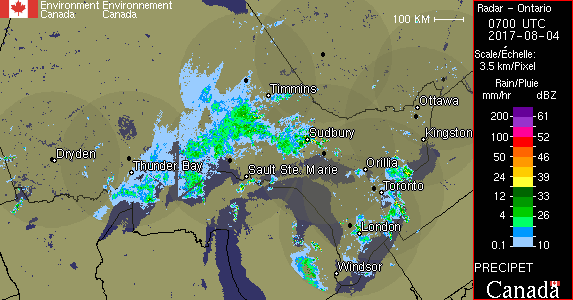 Environment Environnement
Canada Canada
100 KM
Timmins
Ottawa
Sudbury
Kingston
Dryden
Thunder Bay
Sault Ste. Marie
Orillia
Toronto
London
Windsor
Radar - Ontario
0700 UTC
2017-08-04
Scale/Échelle:
3.5 km/Pixel
Rain/Pluie
mm/hr dBZ
200 61
100 52
50 46
24 39
12 33
4 26
0.1 10
PRECIPET
Canada